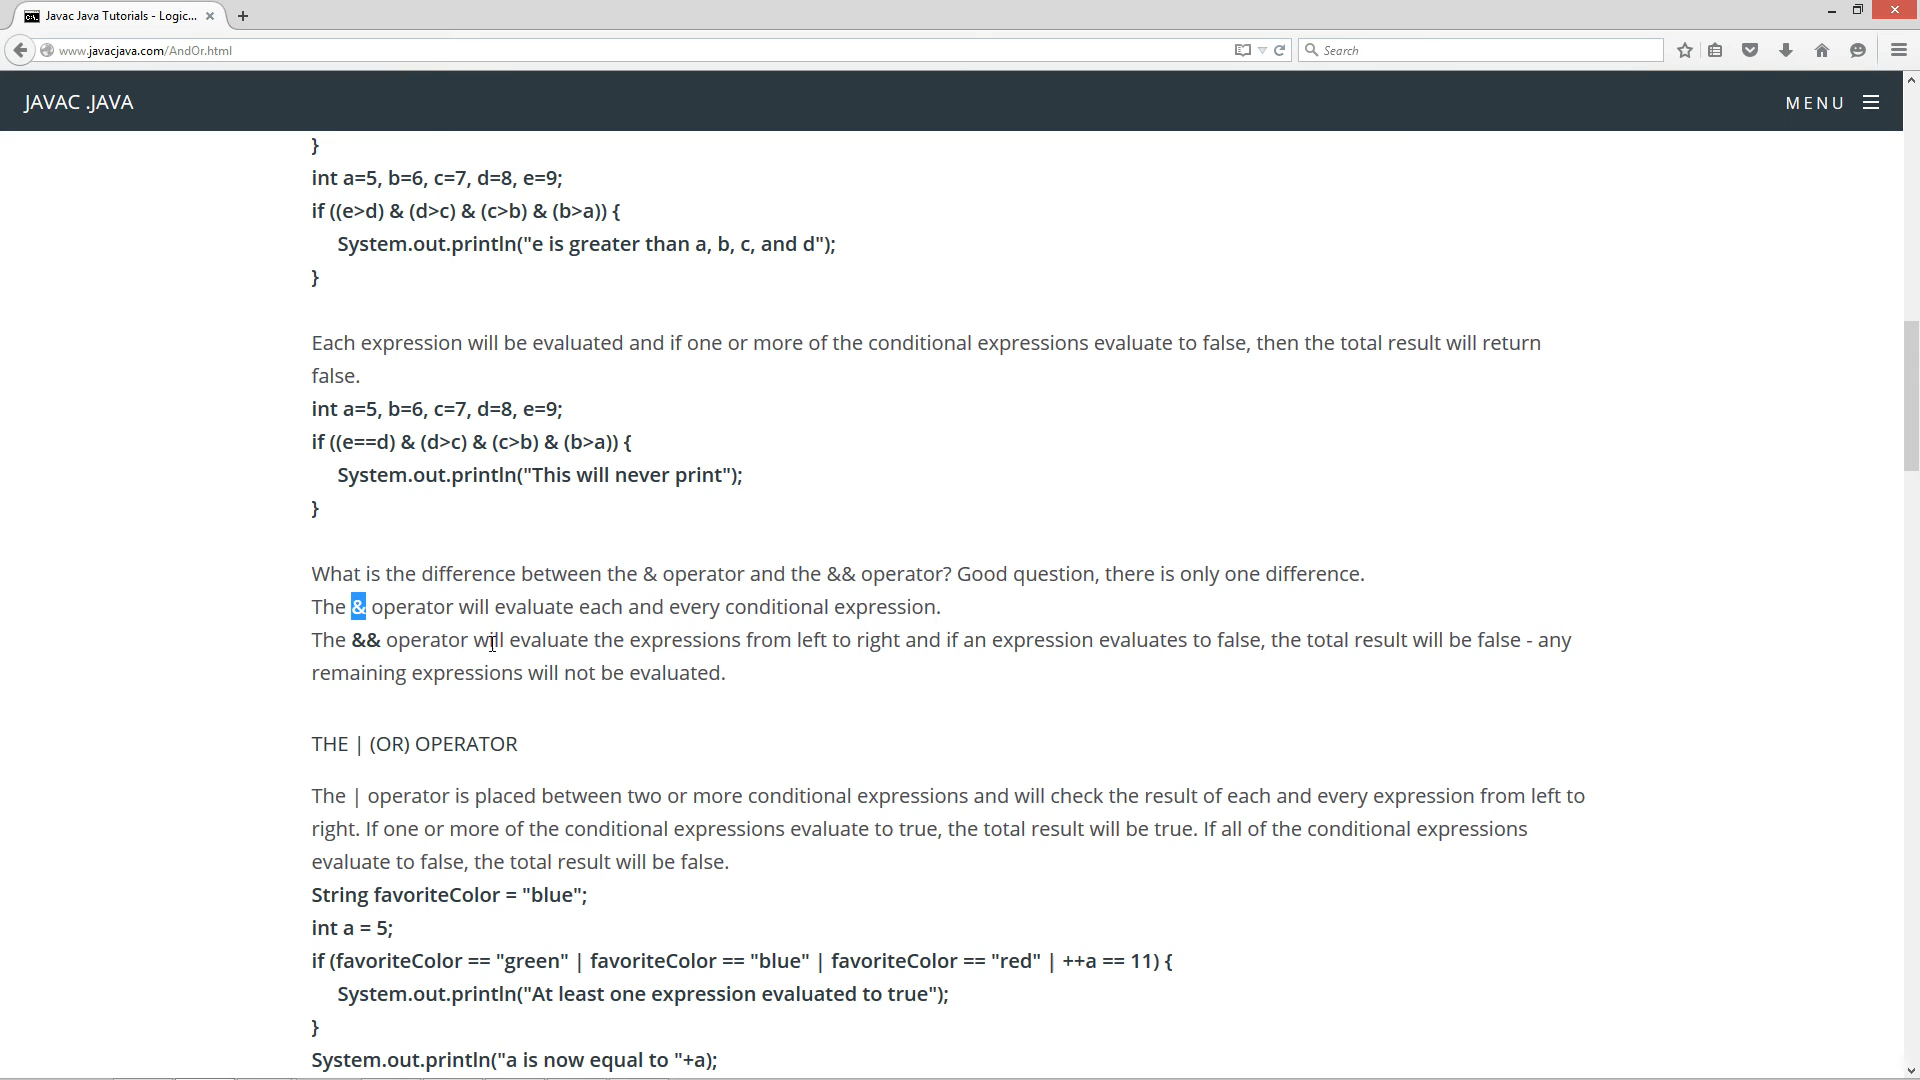 Javac Java Tutorials - Logic...
www.javacjava.com/AndOr.html
Search
JAVAC .JAVA
MENU
}
int a=5, b=6, c=7, d=8, e=9;
if ((e>d) & (d>c) & (c>b) & (b>a)) {
System.out.println("e is greater than a, b, c, and d");
}
Each expression will be evaluated and if one or more of the conditional expressions evaluate to false, then the total result will return
false.
int a=5, b=6, c=7, d=8, e=9;
if ((e==d) & (d>c) & (c>b) & (b>a)) {
System.out.println("This will never print");
}
What is the difference between the & operator and the && operator? Good question, there is only one difference.
The & operator will evaluate each and every conditional expression.
The && operator will evaluate the expressions from left to right and if an expression evaluates to false, the total result will be false - any
remaining expressions will not be evaluated.
THE | (OR) OPERATOR
The | operator is placed between two or more conditional expressions and will check the result of each and every expression from left to
right. If one or more of the conditional expressions evaluate to true, the total result will be true. If all of the conditional expressions
evaluate to false, the total result will be false.
String favoriteColor = "blue";
int a = 5;
if (favoriteColor == "green" | favoriteColor == "blue" | favoriteColor == "red" | ++a == 11) {
System.out.println("At least one expression evaluated to true");
}
System.out.println("a is now equal to "+a);